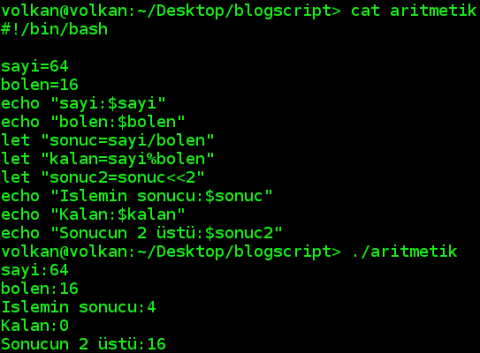 volkan@volkan:~/Desktop/blogscript> cat aritmetik
#!/bin/bash
sayi=64
bolen=16
echo "sayi:$sayi"
echo "bolen:$bolen"
let "sonuc=sayi/bolen"
let "kalan=sayi%bolen"
let "sonuc2=sonuc<<2"
echo "Islemin sonucu:$sonuc"
echo "Kalan:$kalan"
echo "Sonucun 2 üstü:$sonuc2"
volkan@volkan:~/Desktop/blogscript> ./aritmetik
sayi:64
bolen:16
Islemin sonucu:4
Kalan:0
Sonucun 2 üstü:16